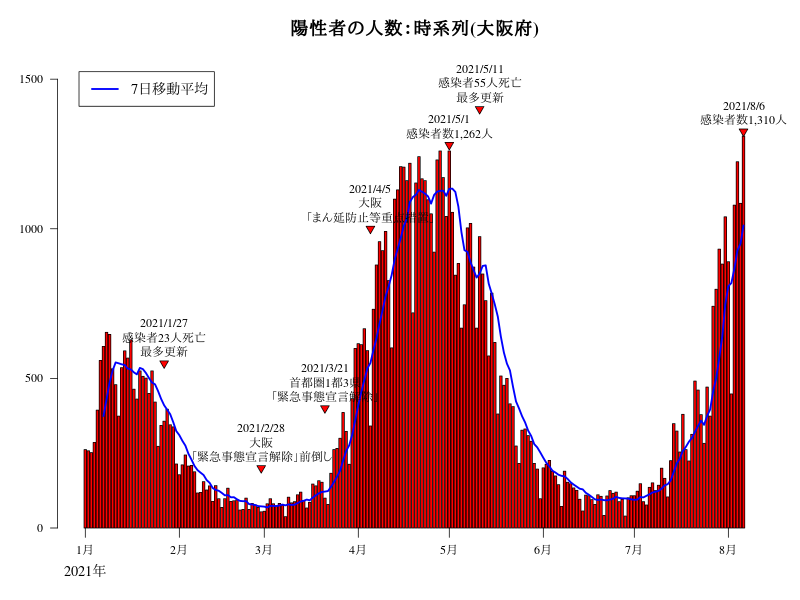 陽性者の人数：時系列(大阪府)
7日移動平均
2021/5/11
感染者55人死亡
最多更新
2021/5/1
感染者数1,262人
2021/8/6
感染者数1,310人
2021/4/5
大阪
「まん延防止等重点措置」
2021/1/27
感染者23人死亡
最多更新
2021/3/21
首都圏1都3県
「緊急事態宣言解除」
2021/2/28
大阪
「緊急事態宣言解除」前倒し
1500
1000
500
0
1月 2月 3月 4月 5月 6月 7月 8月
2021年